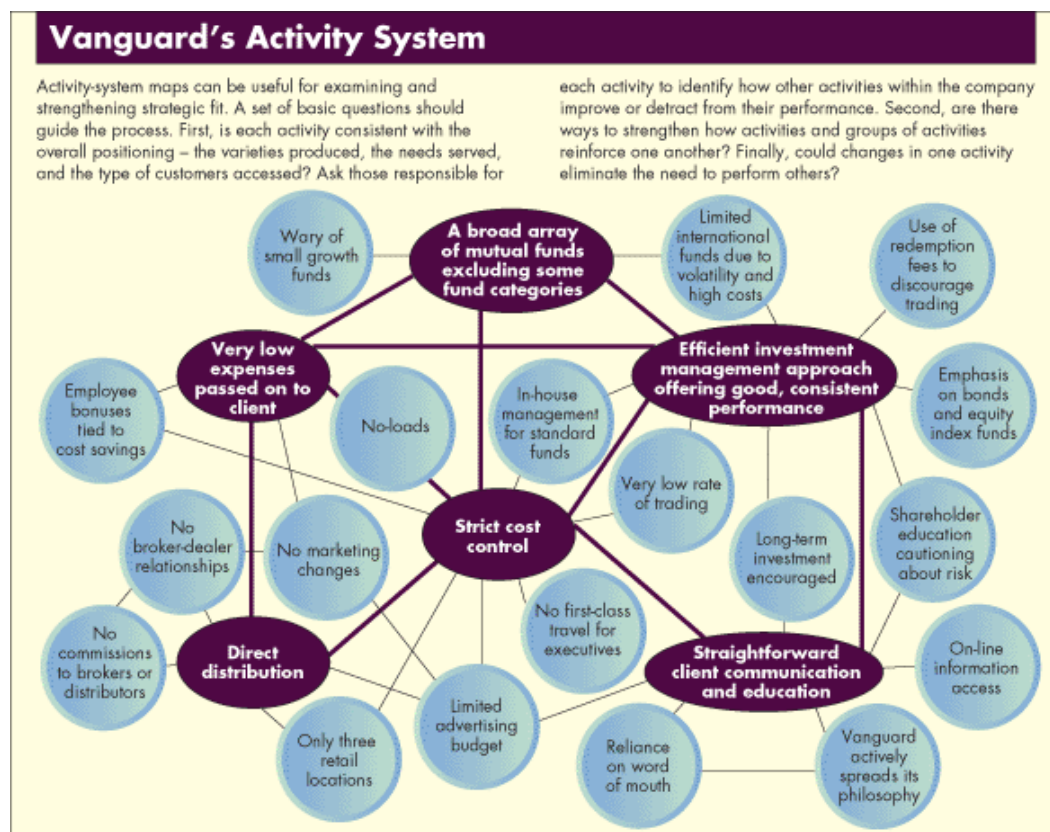 Vanguard's Activity System
Activity-system maps can be useful for examining and
strengthening strategic fit. A set of basic questions should
guide the process. First, is each activity consistent with the
overall positioning – the varieties produced, the needs served,
and the type of customers accessed? Ask those responsible for
each activity to identify how other activities within the company
improve or detract from their performance. Second, are there
ways to strengthen how activities and groups of activities
reinforce one another? Finally, could changes in one activity
eliminate the need to perform others?
Wary of
small growth
funds
A broad array
of mutual funds
excluding some
fund categories
Limited
international
funds due to
volatility and
high costs
Use of
redemption
fees to
discourage
trading
Very low
expenses
passed on to
client
Efficient investment
management approach
offering good, consistent
performance
Employee
bonuses
tied to
cost savings
No-loads
In-house
management
for standard
funds
Emphasis
on bonds
and equity
index funds
Very low rate
of trading
Strict cost
control
No
broker-dealer
relationships
No marketing
changes
Long-term
investment
encouraged
Shareholder
education
cautioning
about risk
No
commissions
to brokers or
distributors
Direct
distribution
No first-class
travel for
executives
Straightforward
client communication
and education
On-line
information
access
Only three
retail
locations
Limited
advertising
budget
Reliance
on word
of mouth
Vanguard
actively
spreads its
philosophy